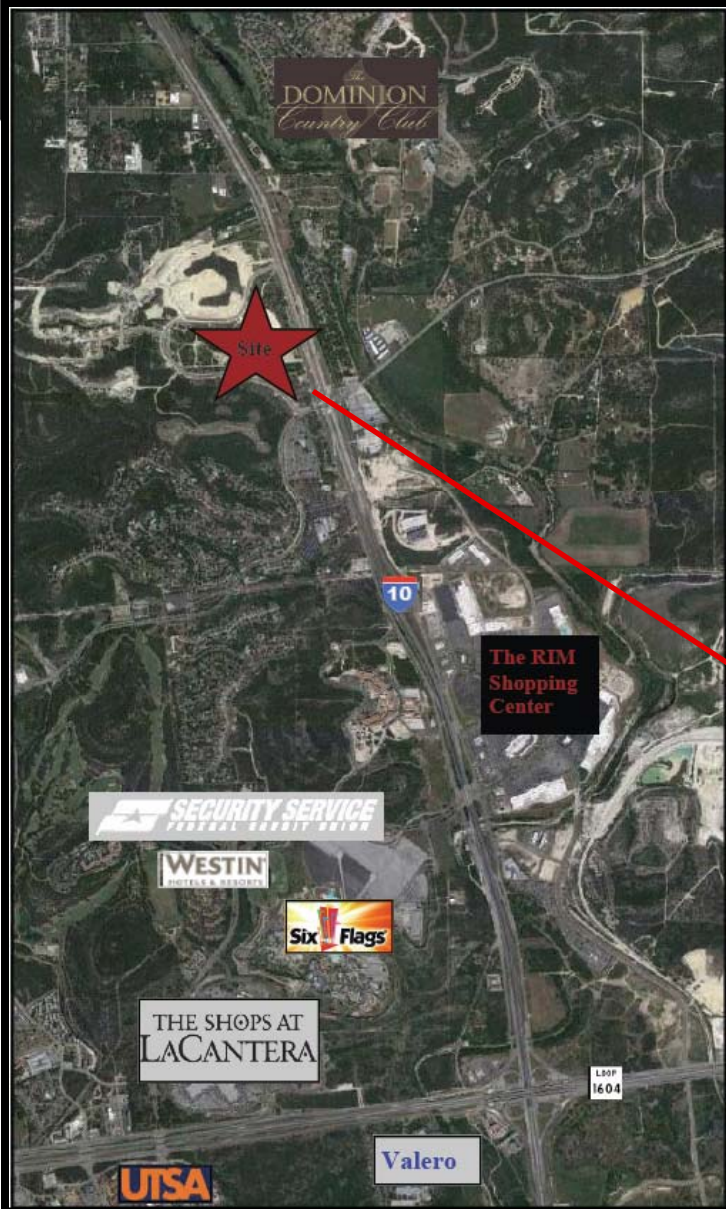 The
DOMINION
Country Club
Site
10
The RIM
Shopping
Center
SECURITY SERVICE
FEDERAL CREDIT UNION
WESTIN
HOTELS & RESORTS
Six Flags
THE SHOPS AT
LACANTERA
LOOP
1604
Valero
UTSA